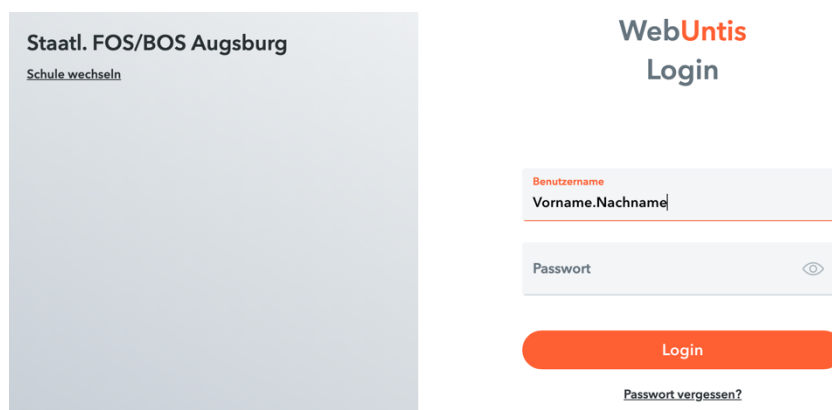 Staatl. FOS/BOS Augsburg
Schule wechseln
WebUntis
Login
Benutzername
Vorname.Nachname
Passwort
Login
Passwort vergessen?